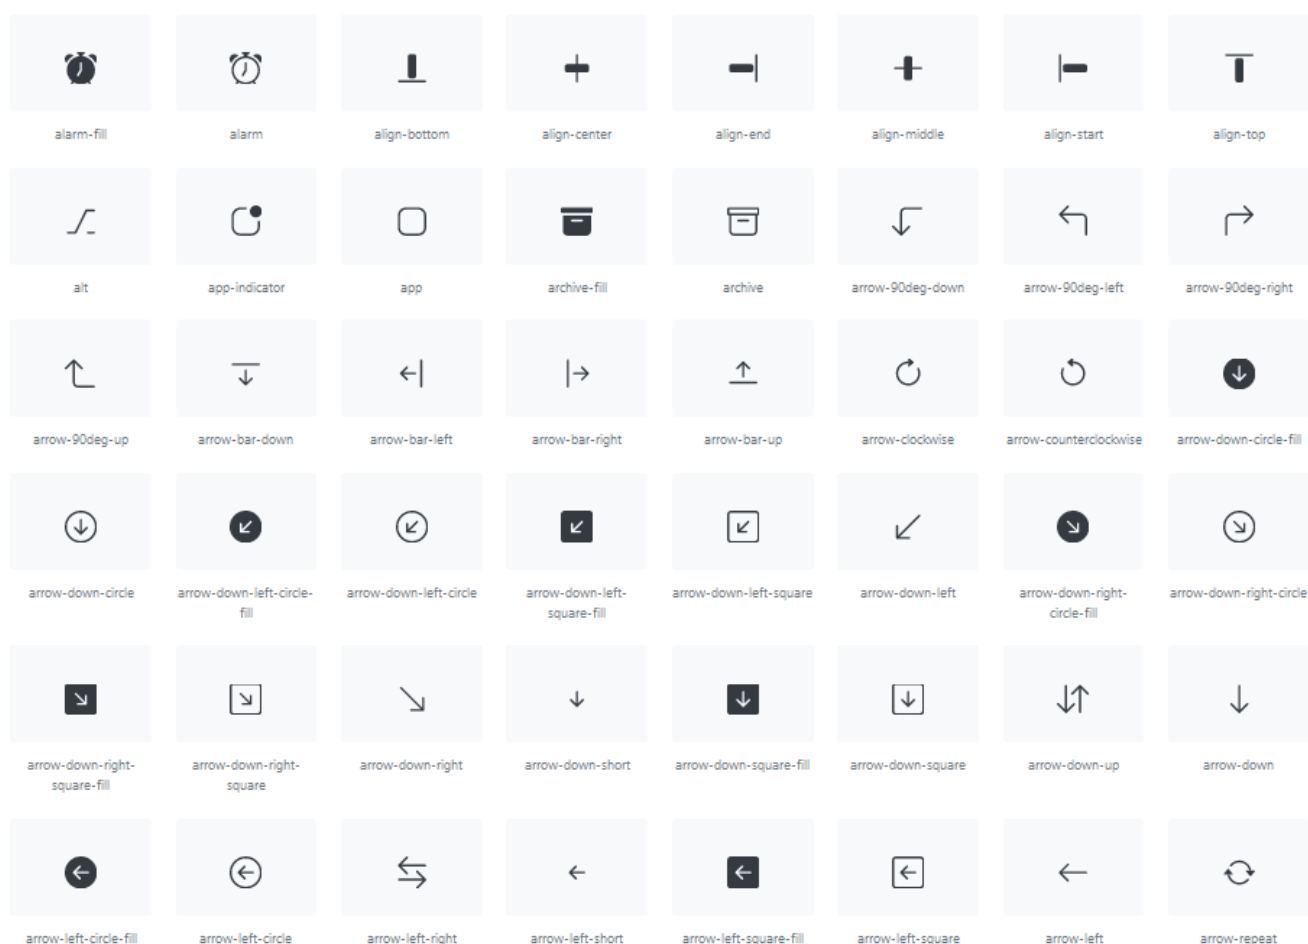 alarm-fill alarm align-bottom align-center align-end align-middle align-start align-top
alt app-indicator app archive-fill archive arrow-90deg-down arrow-90deg-left arrow-90deg-right
arrow-90deg-up arrow-bar-down arrow-bar-left arrow-bar-right arrow-bar-up arrow-clockwise arrow-counterclockwise arrow-down-circle-fill
arrow-down-circle arrow-down-left-circle-
fill arrow-down-left-circle arrow-down-left-
square-fill arrow-down-left-square arrow-down-left arrow-down-right-
circle-fill arrow-down-right-circle
arrow-down-right-
square-fill arrow-down-right-
square arrow-down-right arrow-down-short arrow-down-square-fill arrow-down-square arrow-down-up arrow-down
arrow-left-circle-fill arrow-left-circle arrow-left-right arrow-left-short arrow-left-square-fill arrow-left-square arrow-left arrow-repeat